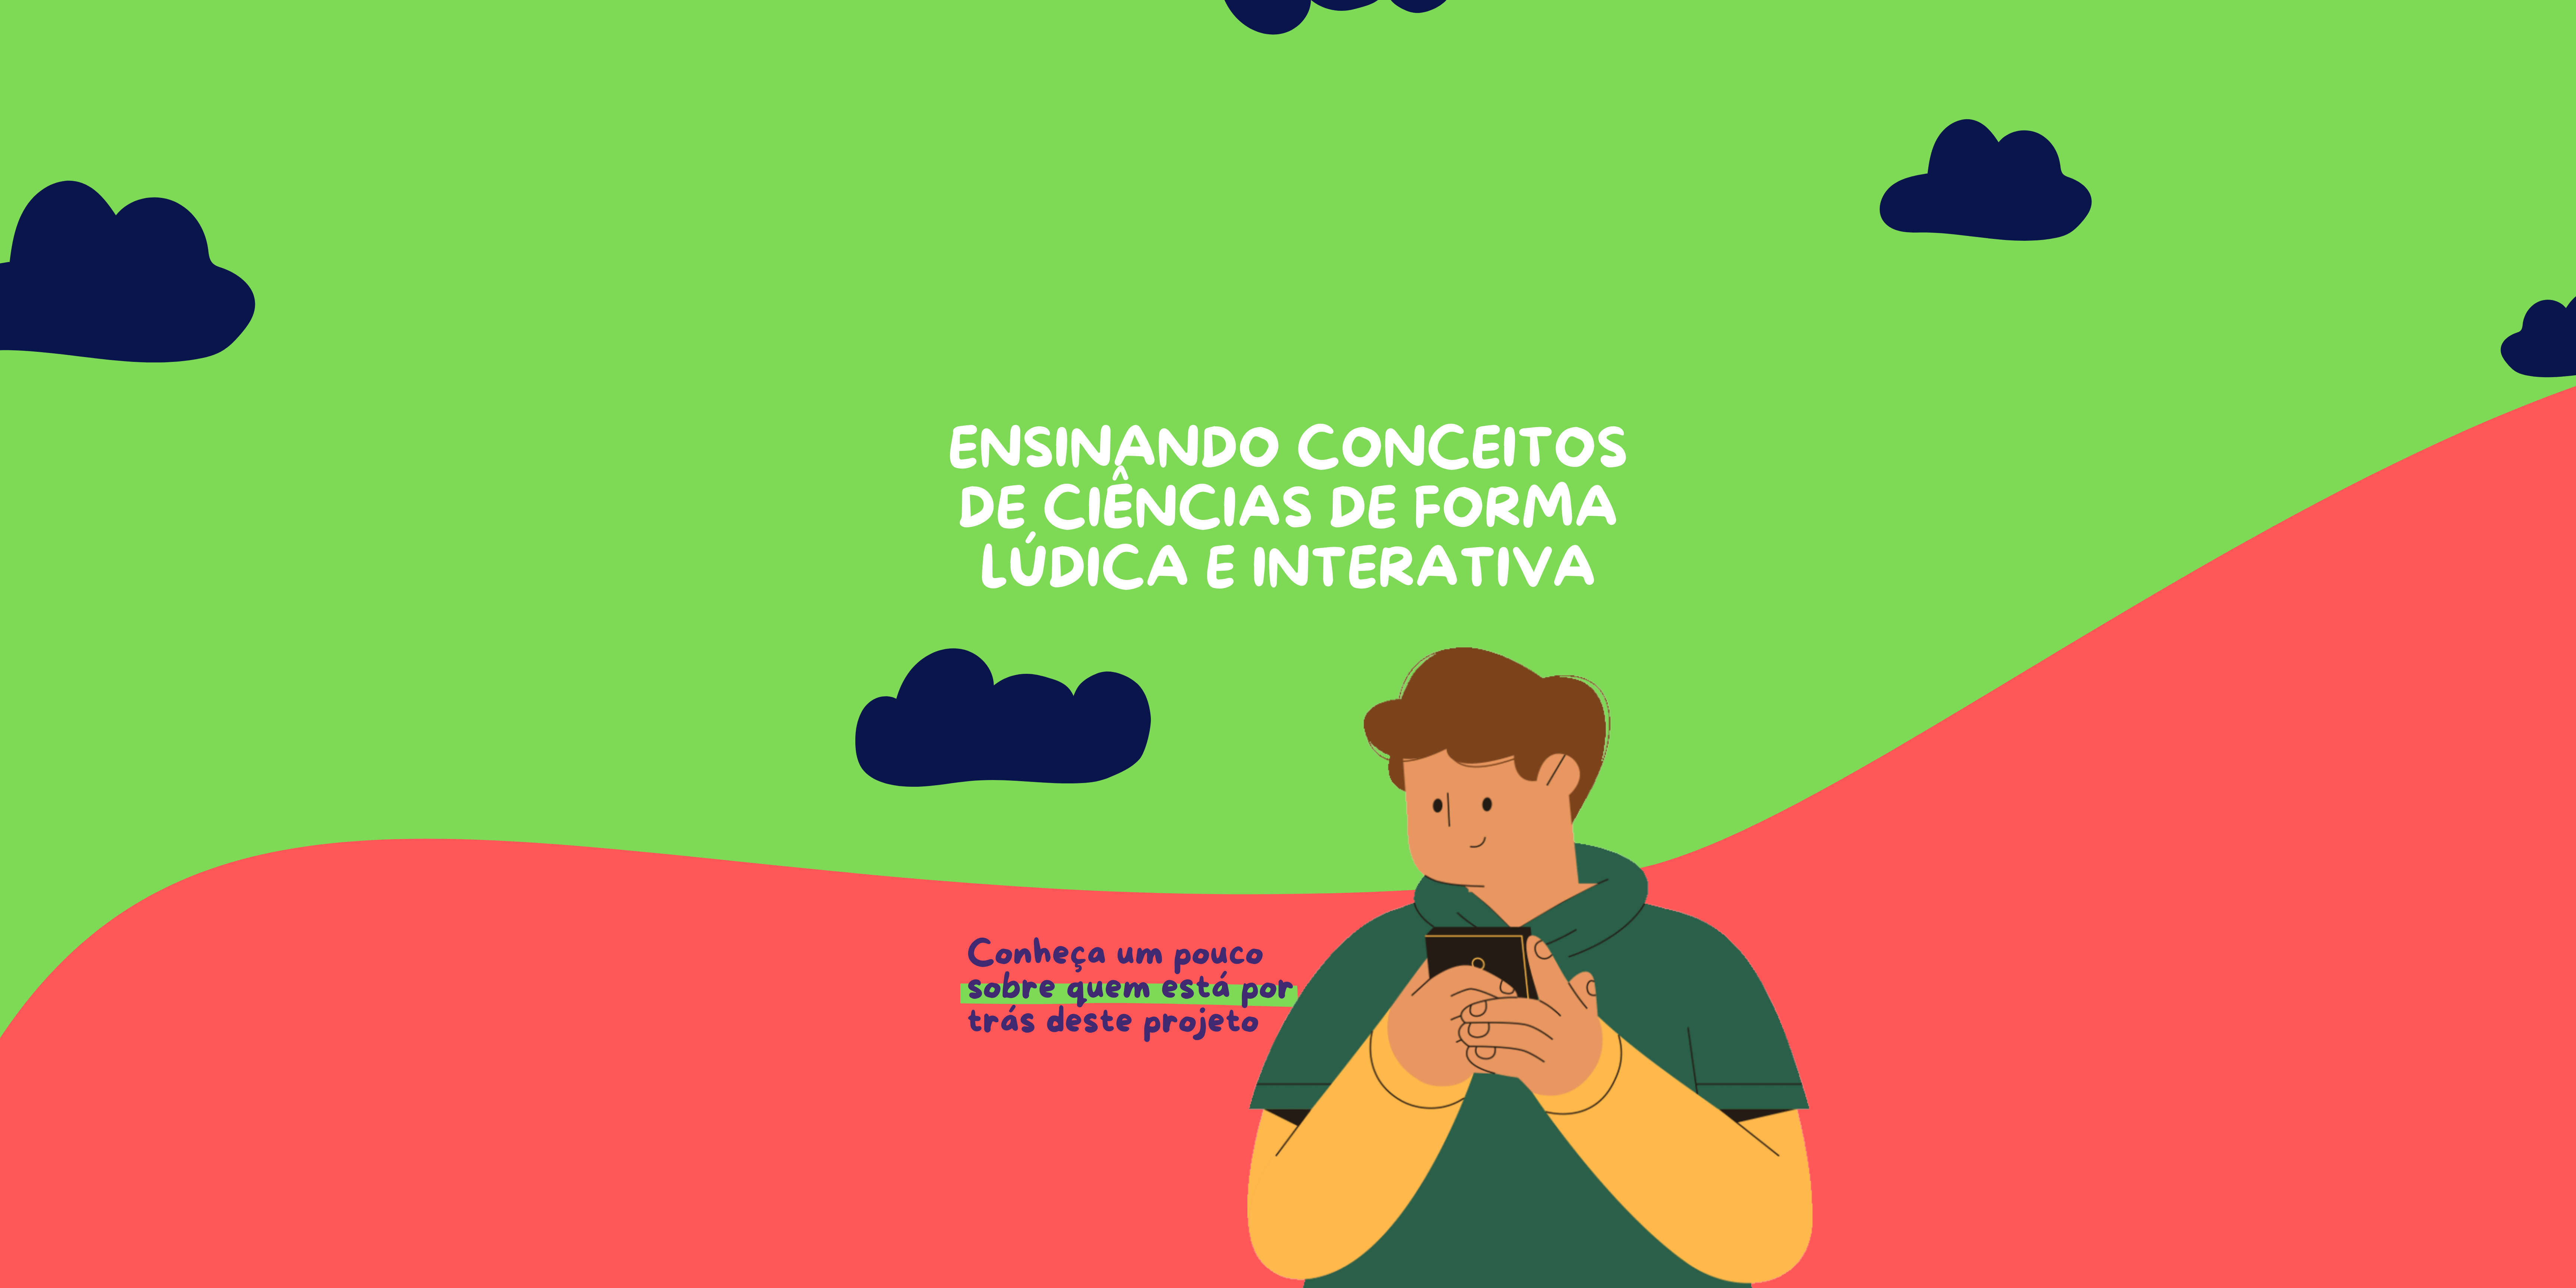 ENSINANDO CONCEITOS
DE CIÊNCIAS DE FORMA
LÚDICA E INTERATIVA
Conheça um pouco
sobre quem está por
trás deste projeto